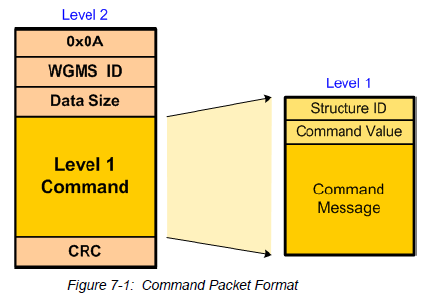 Level 2
0x0A
WGMS ID
Data Size
Level 1
Command
CRC
Level 1
Structure ID
Command Value
Command
Message
Figure 7-1: Command Packet Format